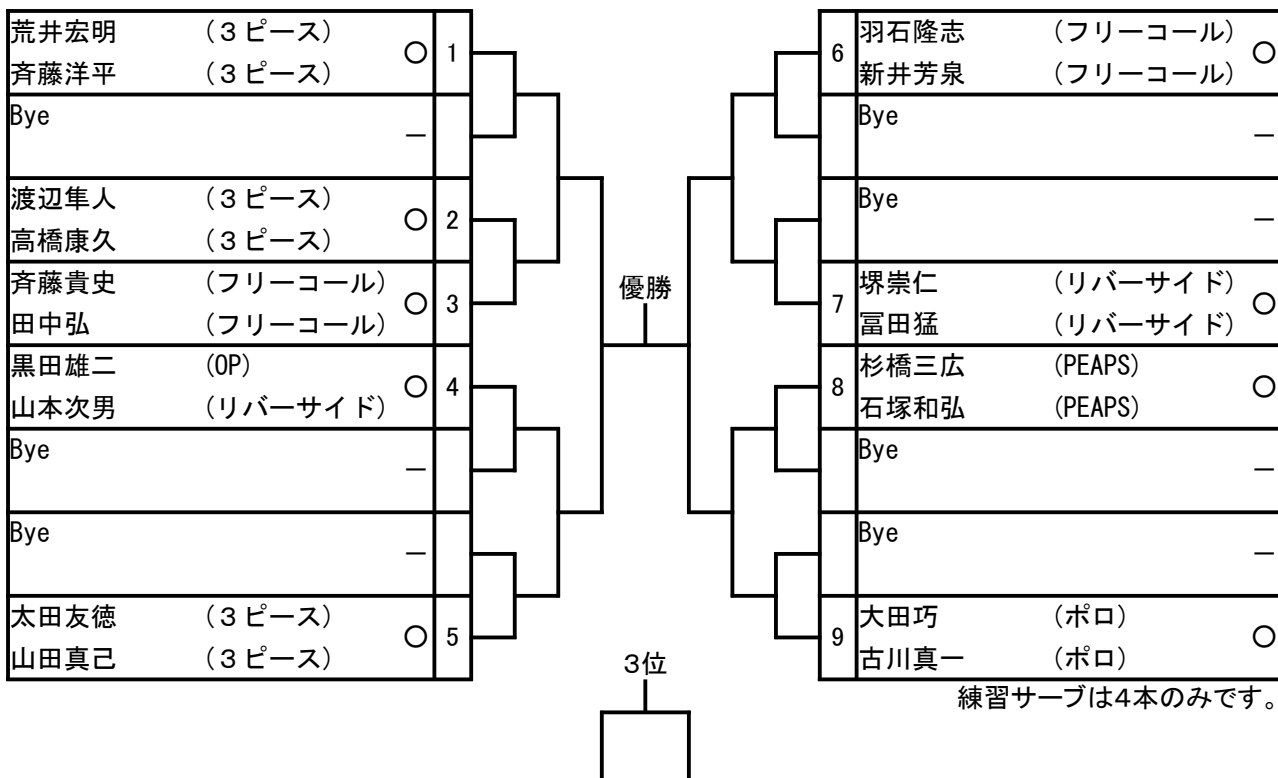 荒井宏明 (3ピース) ○ 1
斉藤洋平 (3ピース)
Bye －
渡辺隼人 (3ピース) ○ 2
高橋康久 (3ピース)
斉藤貴史 (フリーコール) ○ 3
田中弘 (フリーコール)
黒田雄二 (OP) ○ 4
山本次男 (リバーサイド)
Bye －
Bye －
太田友徳 (3ピース) ○ 5
山田真己 (3ピース)
優勝
3位
6 羽石隆志 (フリーコール) ○
新井芳泉 (フリーコール)
Bye －
Bye －
7 堺崇仁 (リバーサイド) ○
冨田猛 (リバーサイド)
8 杉橋三広 (PEAPS) ○
石塚和弘 (PEAPS)
Bye －
Bye －
9 大田巧 (ポロ) ○
古川真一 (ポロ)
練習サーブは4本のみです。